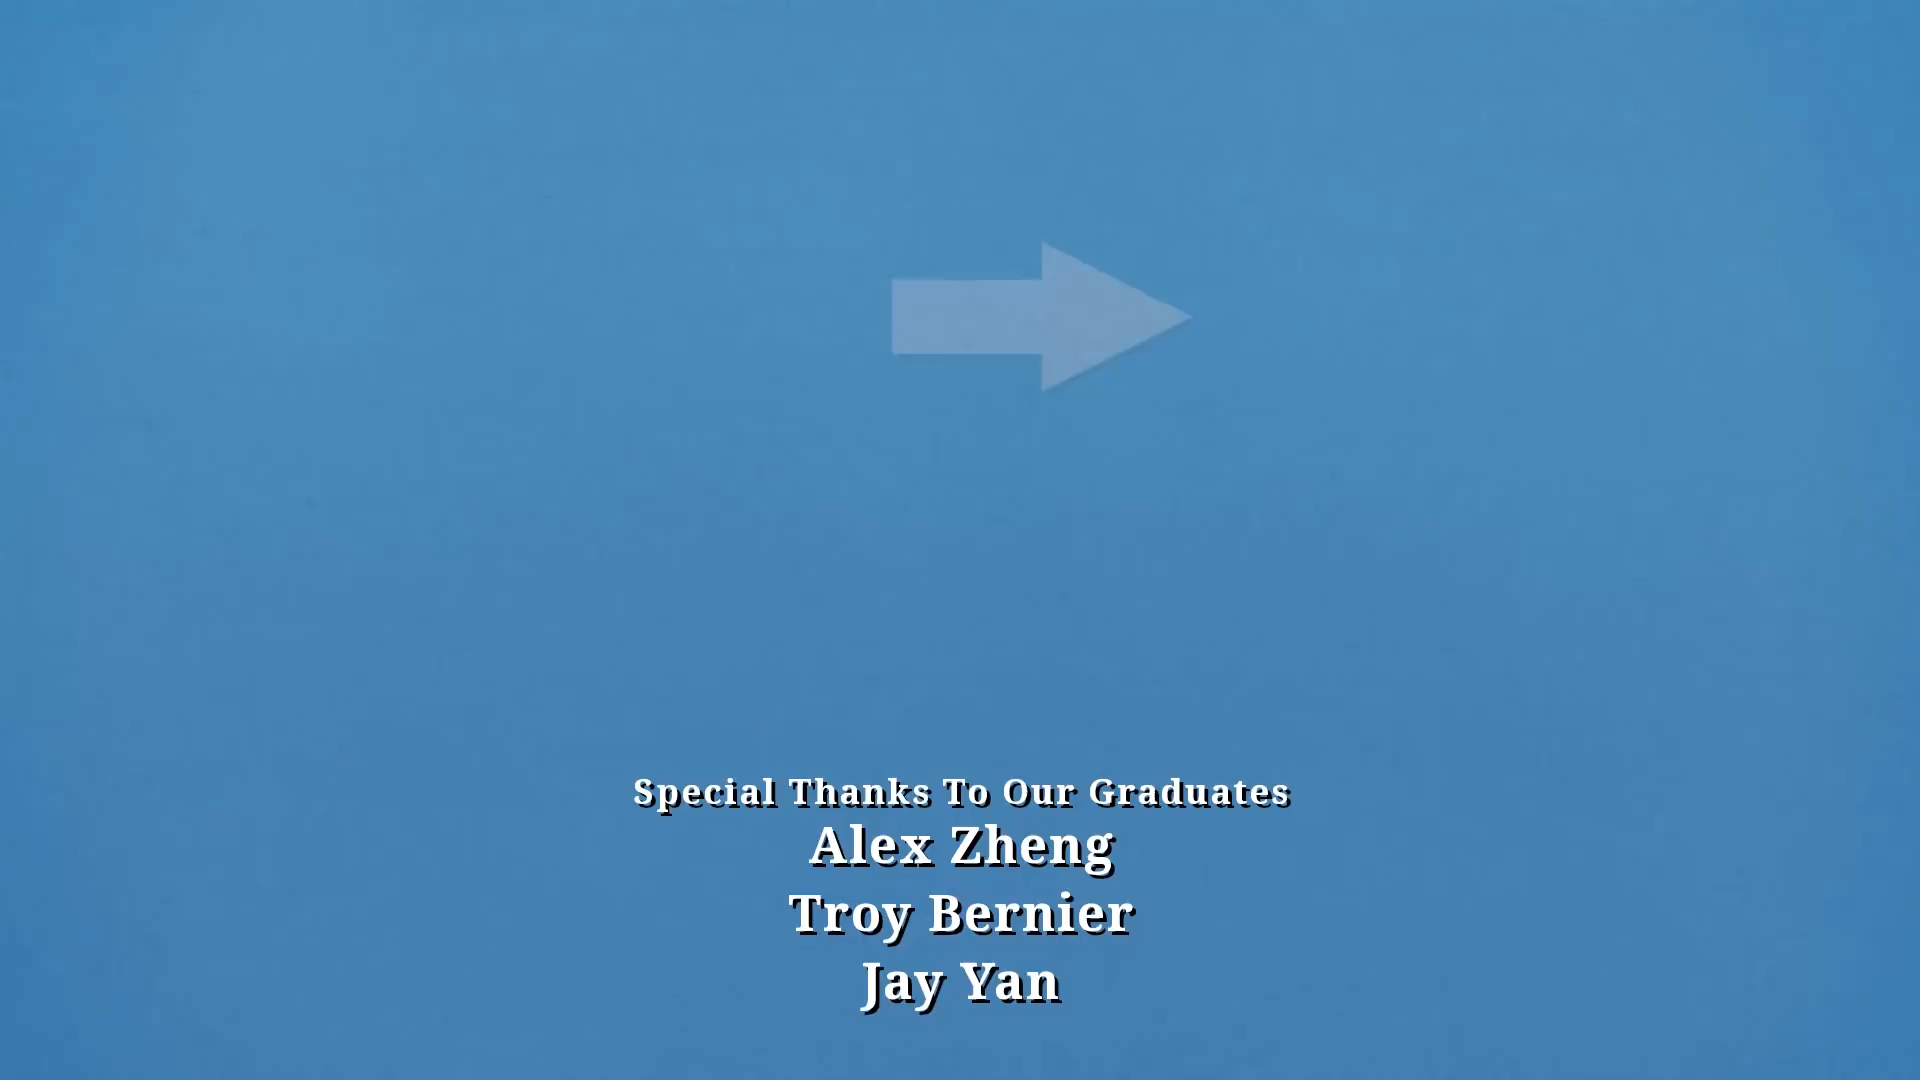 Special Thanks To Our Graduates
Alex Zheng
Troy Bernier
Jay Yan